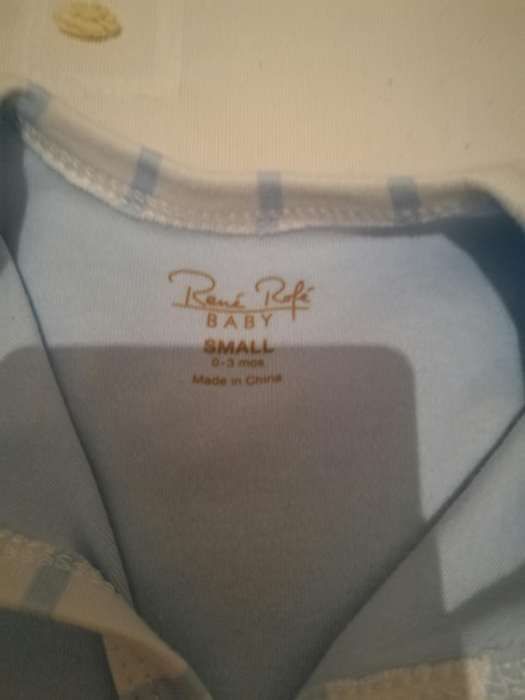 René Rofé
BABY
SMALL
0-3 mos
Made in China